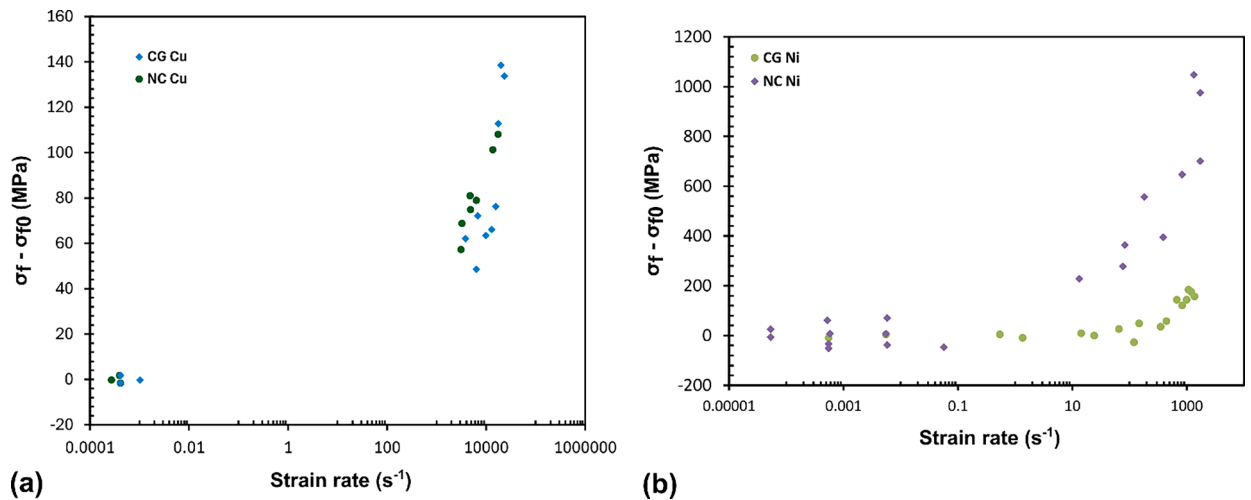 160
140
120
100
80
60
40
20
0
-20
CG Cu
NC Cu
σf - σf0 (MPa)
0.0001 0.01 1 100 10000 1000000
Strain rate (s-1)
(a)
1200
1000
800
600
400
200
0
-200
CG Ni
NC Ni
σf - σf0 (MPa)
0.00001 0.001 0.1 10 1000
Strain rate (s-1)
(b)